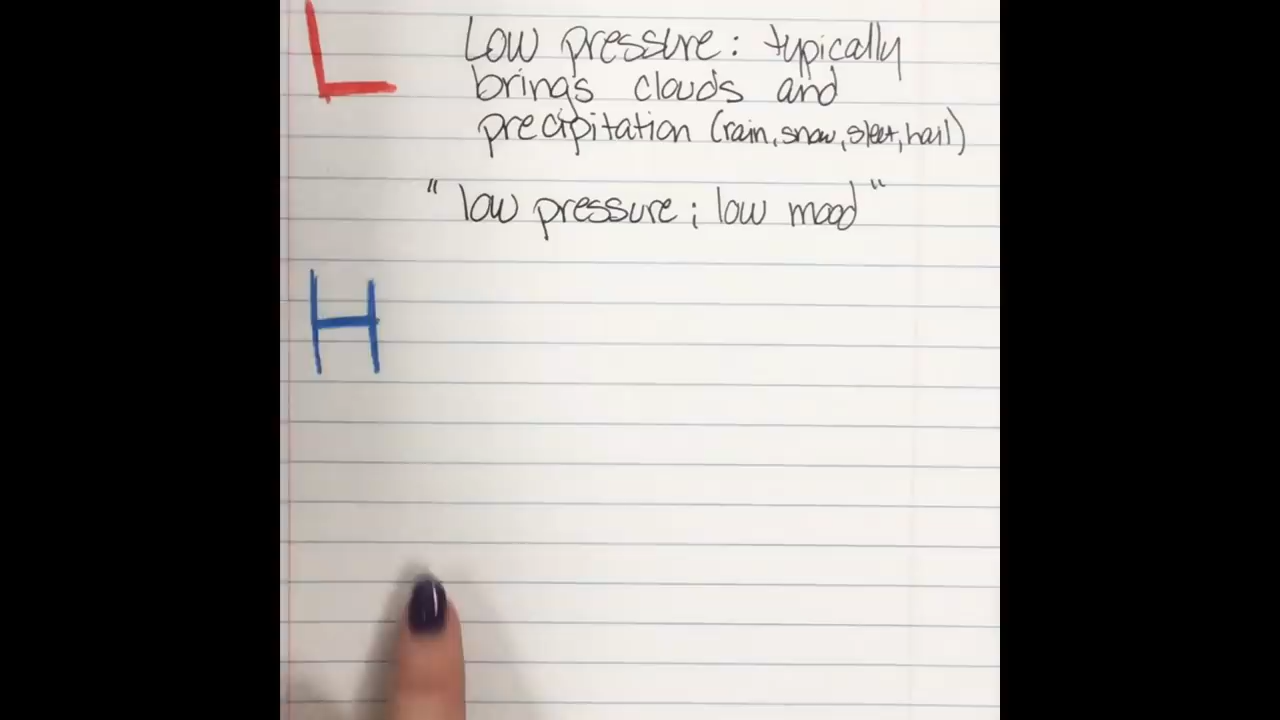 L
Low pressure: typically
brings clouds and
precipitation (rain, snow, sleet, hail)
"low pressure; low mood"
H